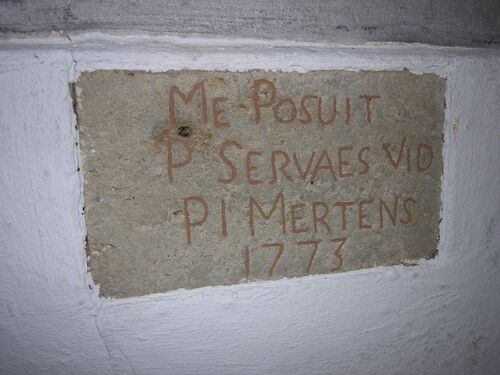 ME POSUIT
P SERVAES VID
PI MERTENS
1773